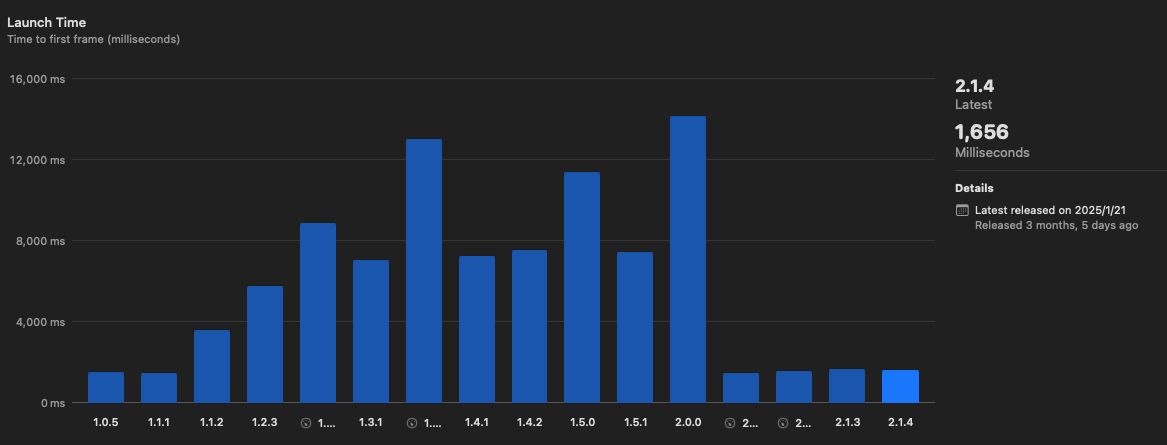 Launch Time
Time to first frame (milliseconds)
16,000 ms
12,000 ms
8,000 ms
4,000 ms
0 ms
1.0.5 1.1.1 1.1.2 1.2.3 1.... 1.3.1 1.... 1.4.1 1.4.2 1.5.0 1.5.1 2.0.0 2... 2... 2.1.3 2.1.4
2.1.4
Latest
1,656
Milliseconds
Details
Latest released on 2025/1/21
Released 3 months, 5 days ago